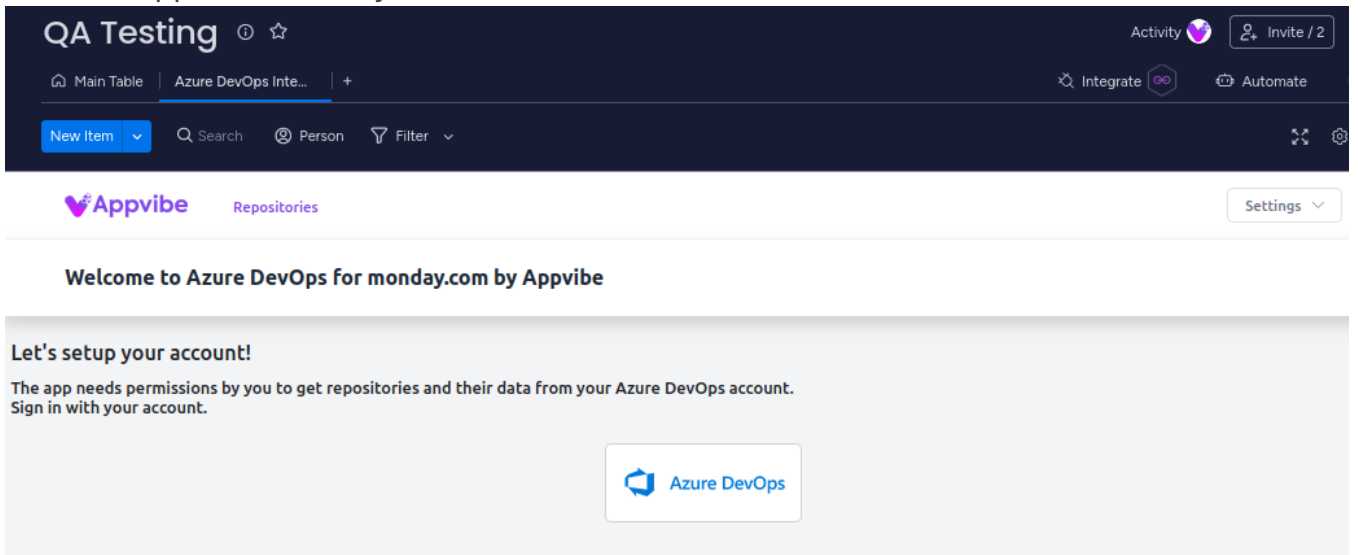 QA Testing
Activity
Invite / 2
Main Table
Azure DevOps Inte...
+
Integrate
Automate
New Item
Search
Person
Filter
Appvibe
Repositories
Settings
Welcome to Azure DevOps for monday.com by Appvibe
Let's setup your account!
The app needs permissions by you to get repositories and their data from your Azure DevOps account.
Sign in with your account.
Azure DevOps